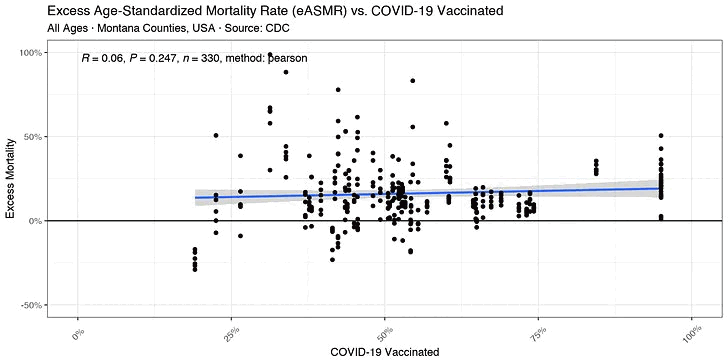 Excess Age-Standardized Mortality Rate (eASMR) vs. COVID-19 Vaccinated
All Ages · Montana Counties, USA · Source: CDC
R = 0.06, P = 0.247, n = 330, method: pearson
100%
50%
0%
-50%
Excess Mortality
0%
25%
50%
75%
100%
COVID-19 Vaccinated